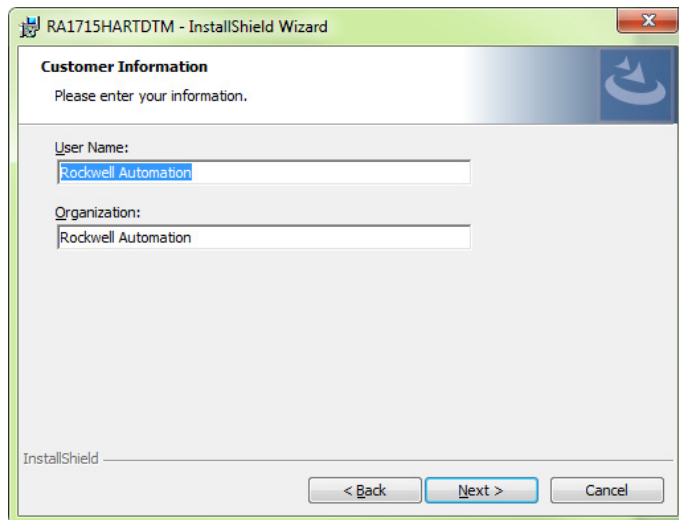 RA1715HARTDTM - InstallShield Wizard
Customer Information
Please enter your information.
User Name:
Rockwell Automation
Organization:
Rockwell Automation
InstallShield
< Back
Next >
Cancel